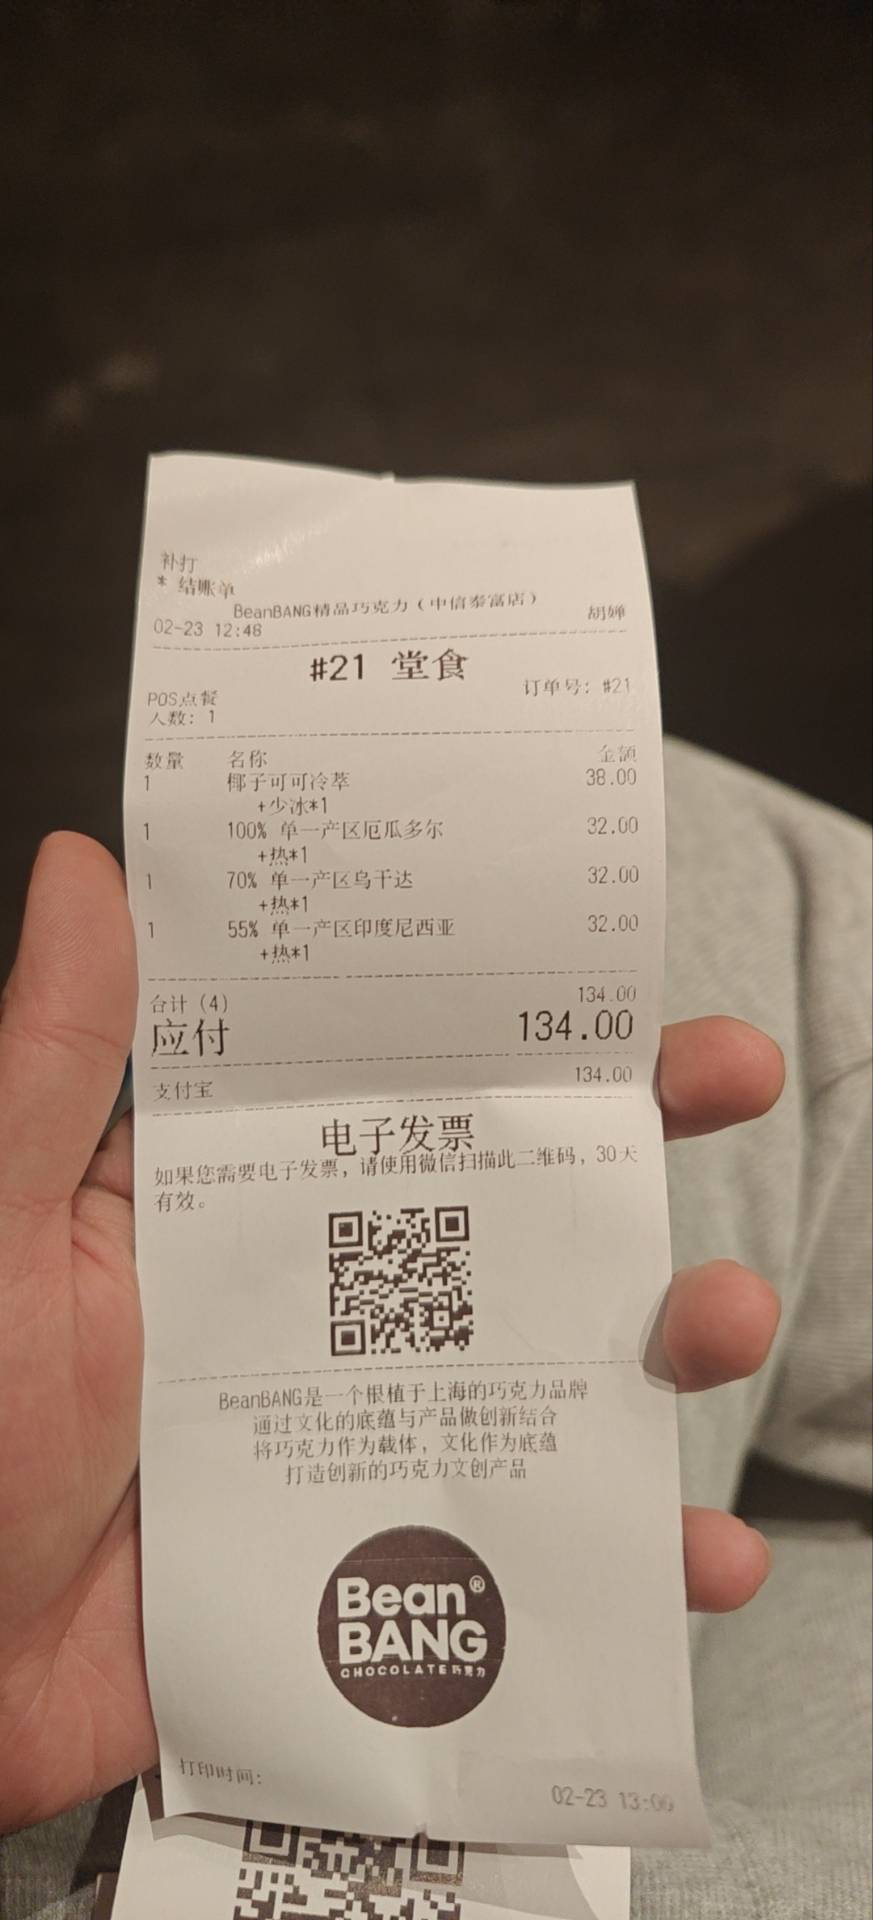 补打
* 结账单
BeanBANG精品巧克力（中信泰富店）
02-23 12:48 胡婵
#21 堂食
POS点餐 订单号: #21
人数: 1
数量 名称 金额
1 椰子可可冷萃 38.00
+少冰*1
1 100% 单一产区厄瓜多尔 32.00
+热*1
1 70% 单一产区乌干达 32.00
+热*1
1 55% 单一产区印度尼西亚 32.00
+热*1
合计 (4) 134.00
应付 134.00
支付宝 134.00
电子发票
如果您需要电子发票，请使用微信扫描此二维码，30天
有效。
BeanBANG是一个根植于上海的巧克力品牌
通过文化的底蕴与产品做创新结合
将巧克力作为载体，文化作为底蕴
打造创新的巧克力文创产品
Bean®
BANG
CHOCOLATE巧克力
打印时间: 02-23 13:00